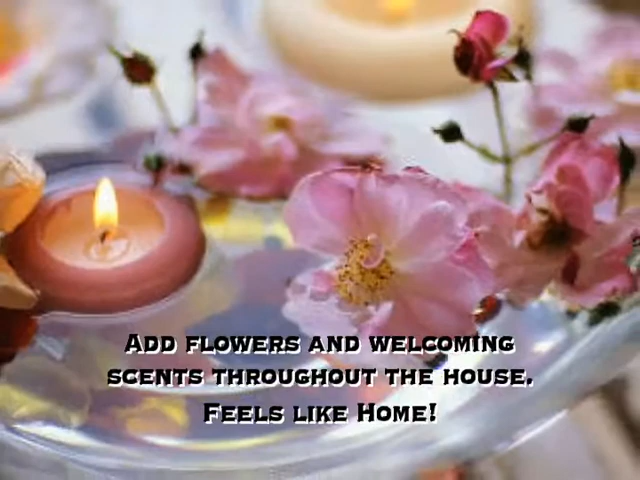 Add flowers and welcoming
scents throughout the house.
Feels like Home!